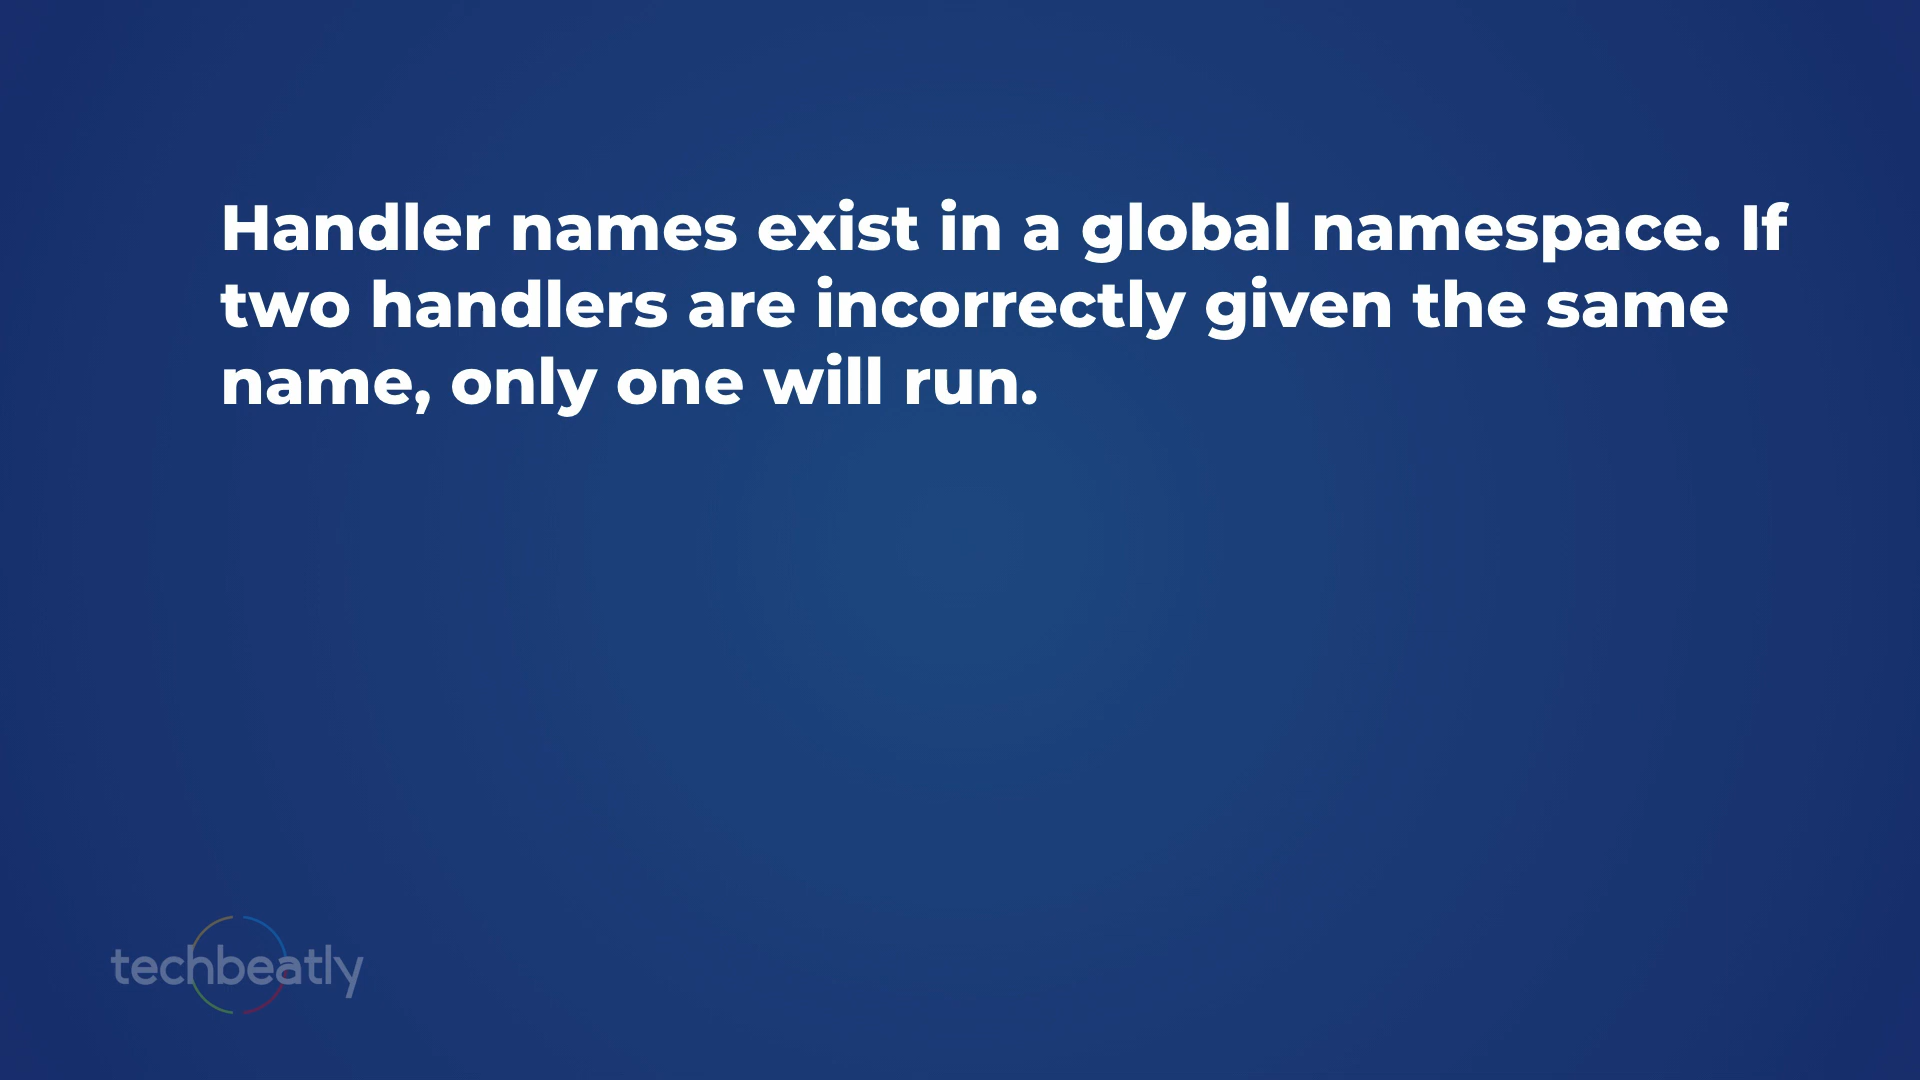 Handler names exist in a global namespace. If
two handlers are incorrectly given the same
name, only one will run.
techbeatly